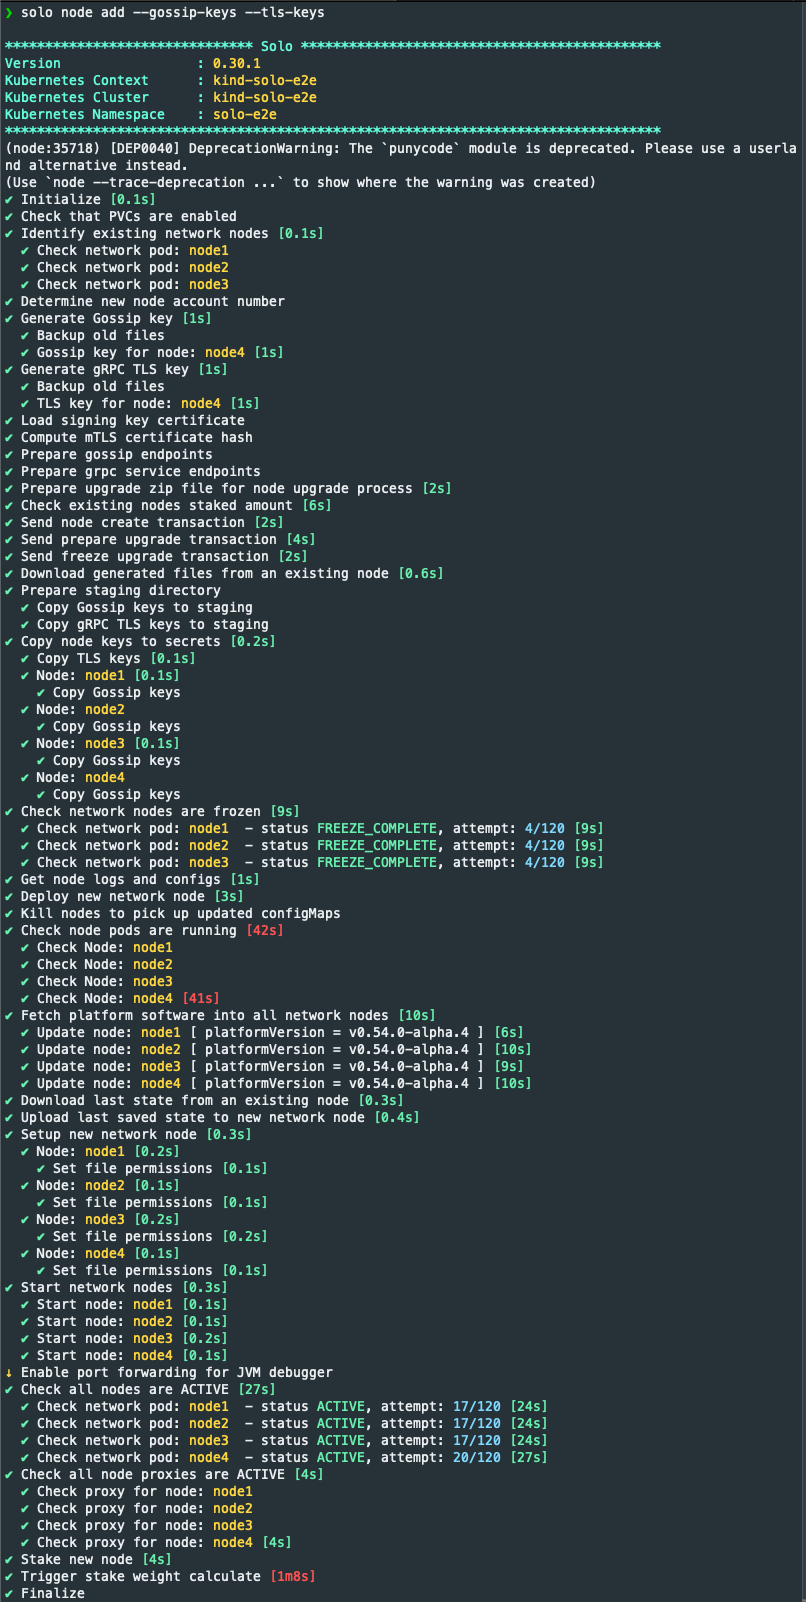 ❯ solo node add --gossip-keys --tls-keys
******************************* Solo *********************************************
Version                 : 0.30.1
Kubernetes Context      : kind-solo-e2e
Kubernetes Cluster      : kind-solo-e2e
Kubernetes Namespace    : solo-e2e
**********************************************************************************
(node:35718) [DEP0040] DeprecationWarning: The `punycode` module is deprecated. Please use a userla
nd alternative instead.
(Use `node --trace-deprecation ...` to show where the warning was created)
✔ Initialize [0.1s]
✔ Check that PVCs are enabled
✔ Identify existing network nodes [0.1s]
  ✔ Check network pod: node1
  ✔ Check network pod: node2
  ✔ Check network pod: node3
✔ Determine new node account number
✔ Generate Gossip key [1s]
  ✔ Backup old files
  ✔ Gossip key for node: node4 [1s]
✔ Generate gRPC TLS key [1s]
  ✔ Backup old files
  ✔ TLS key for node: node4 [1s]
✔ Load signing key certificate
✔ Compute mTLS certificate hash
✔ Prepare gossip endpoints
✔ Prepare grpc service endpoints
✔ Prepare upgrade zip file for node upgrade process [2s]
✔ Check existing nodes staked amount [6s]
✔ Send node create transaction [2s]
✔ Send prepare upgrade transaction [4s]
✔ Send freeze upgrade transaction [2s]
✔ Download generated files from an existing node [0.6s]
✔ Prepare staging directory
  ✔ Copy Gossip keys to staging
  ✔ Copy gRPC TLS keys to staging
✔ Copy node keys to secrets [0.2s]
  ✔ Copy TLS keys [0.1s]
  ✔ Node: node1 [0.1s]
    ✔ Copy Gossip keys
  ✔ Node: node2
    ✔ Copy Gossip keys
  ✔ Node: node3 [0.1s]
    ✔ Copy Gossip keys
  ✔ Node: node4
    ✔ Copy Gossip keys
✔ Check network nodes are frozen [9s]
  ✔ Check network pod: node1  - status FREEZE_COMPLETE, attempt: 4/120 [9s]
  ✔ Check network pod: node2  - status FREEZE_COMPLETE, attempt: 4/120 [9s]
  ✔ Check network pod: node3  - status FREEZE_COMPLETE, attempt: 4/120 [9s]
✔ Get node logs and configs [1s]
✔ Deploy new network node [3s]
✔ Kill nodes to pick up updated configMaps
✔ Check node pods are running [42s]
  ✔ Check Node: node1
  ✔ Check Node: node2
  ✔ Check Node: node3
  ✔ Check Node: node4 [41s]
✔ Fetch platform software into all network nodes [10s]
  ✔ Update node: node1 [ platformVersion = v0.54.0-alpha.4 ] [6s]
  ✔ Update node: node2 [ platformVersion = v0.54.0-alpha.4 ] [10s]
  ✔ Update node: node3 [ platformVersion = v0.54.0-alpha.4 ] [9s]
  ✔ Update node: node4 [ platformVersion = v0.54.0-alpha.4 ] [10s]
✔ Download last state from an existing node [0.3s]
✔ Upload last saved state to new network node [0.4s]
✔ Setup new network node [0.3s]
  ✔ Node: node1 [0.2s]
    ✔ Set file permissions [0.1s]
  ✔ Node: node2 [0.1s]
    ✔ Set file permissions [0.1s]
  ✔ Node: node3 [0.2s]
    ✔ Set file permissions [0.2s]
  ✔ Node: node4 [0.1s]
    ✔ Set file permissions [0.1s]
✔ Start network nodes [0.3s]
  ✔ Start node: node1 [0.1s]
  ✔ Start node: node2 [0.1s]
  ✔ Start node: node3 [0.2s]
  ✔ Start node: node4 [0.1s]
↓ Enable port forwarding for JVM debugger
✔ Check all nodes are ACTIVE [27s]
  ✔ Check network pod: node1  - status ACTIVE, attempt: 17/120 [24s]
  ✔ Check network pod: node2  - status ACTIVE, attempt: 17/120 [24s]
  ✔ Check network pod: node3  - status ACTIVE, attempt: 17/120 [24s]
  ✔ Check network pod: node4  - status ACTIVE, attempt: 20/120 [27s]
✔ Check all node proxies are ACTIVE [4s]
  ✔ Check proxy for node: node1
  ✔ Check proxy for node: node2
  ✔ Check proxy for node: node3
  ✔ Check proxy for node: node4 [4s]
✔ Stake new node [4s]
✔ Trigger stake weight calculate [1m8s]
✔ Finalize